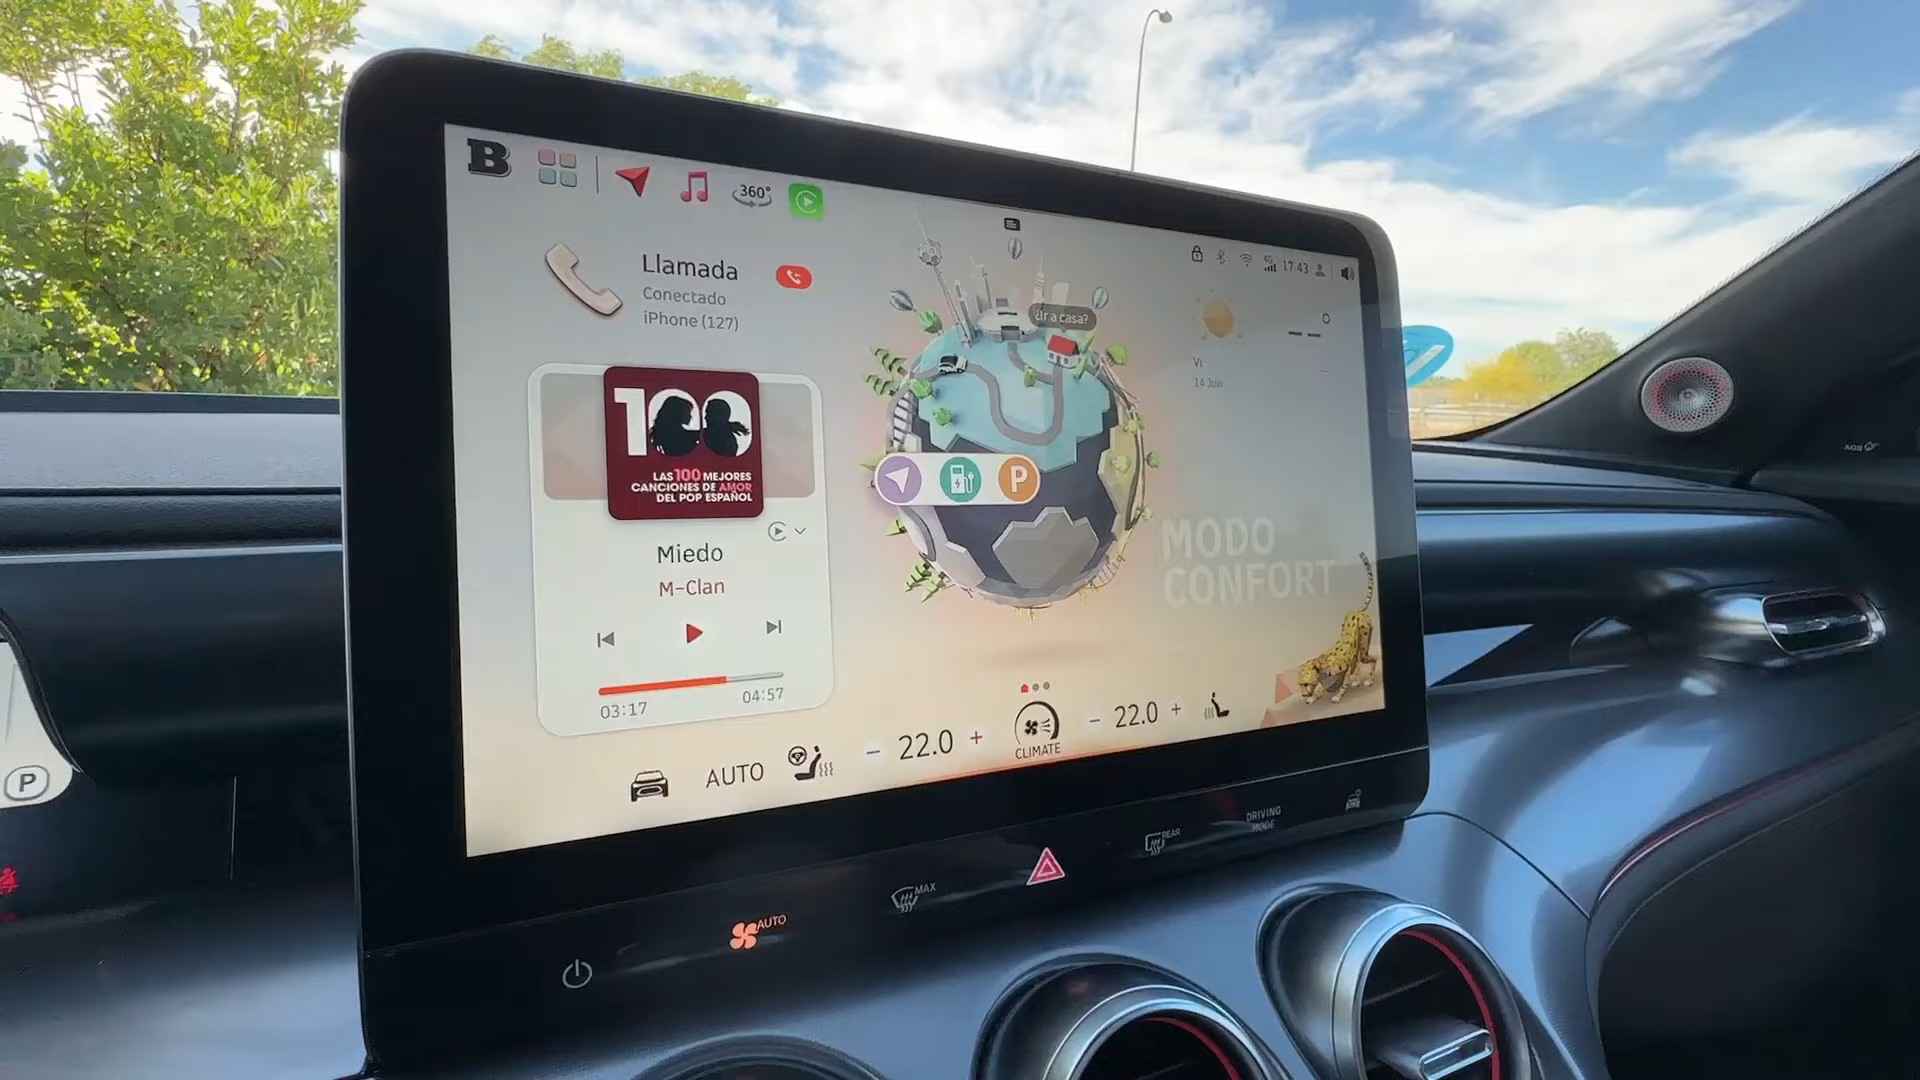 B
360°
4G
17:43
Llamada
Conectado
iPhone (127)
¿Ir a casa?
Vi
14 Jun
100
LAS 100 MEJORES
CANCIONES DE AMOR
DEL POP ESPAÑOL
P
Miedo
M-Clan
MODO
CONFORT
03:17
04:57
AUTO
22.0
CLIMATE
22.0
P
AUTO
MAX
REAR
DRIVING
MODE